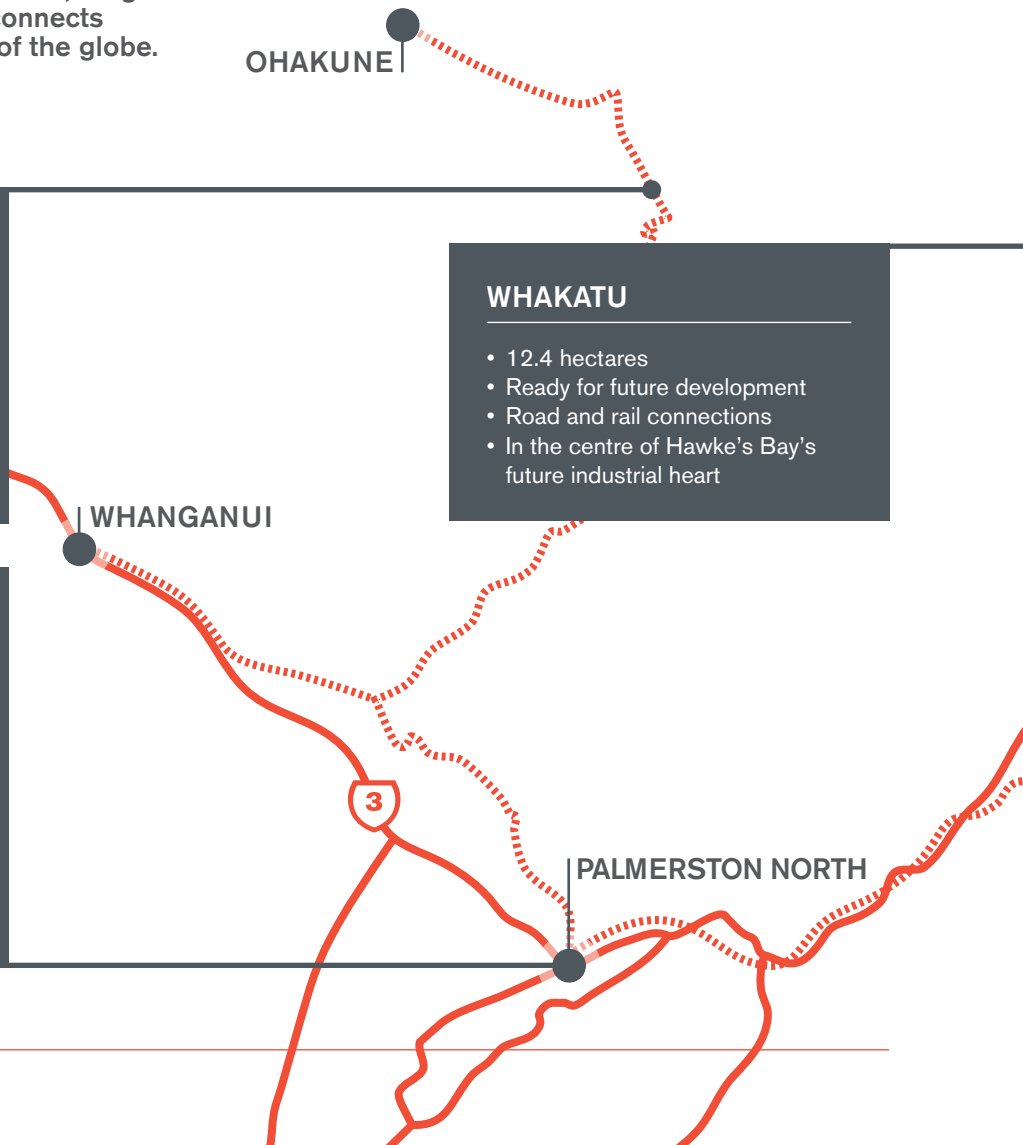 connects
of the globe.
OHAKUNE
WHAKATU
• 12.4 hectares
• Ready for future development
• Road and rail connections
• In the centre of Hawke's Bay's
future industrial heart
WHANGANUI
3
PALMERSTON NORTH